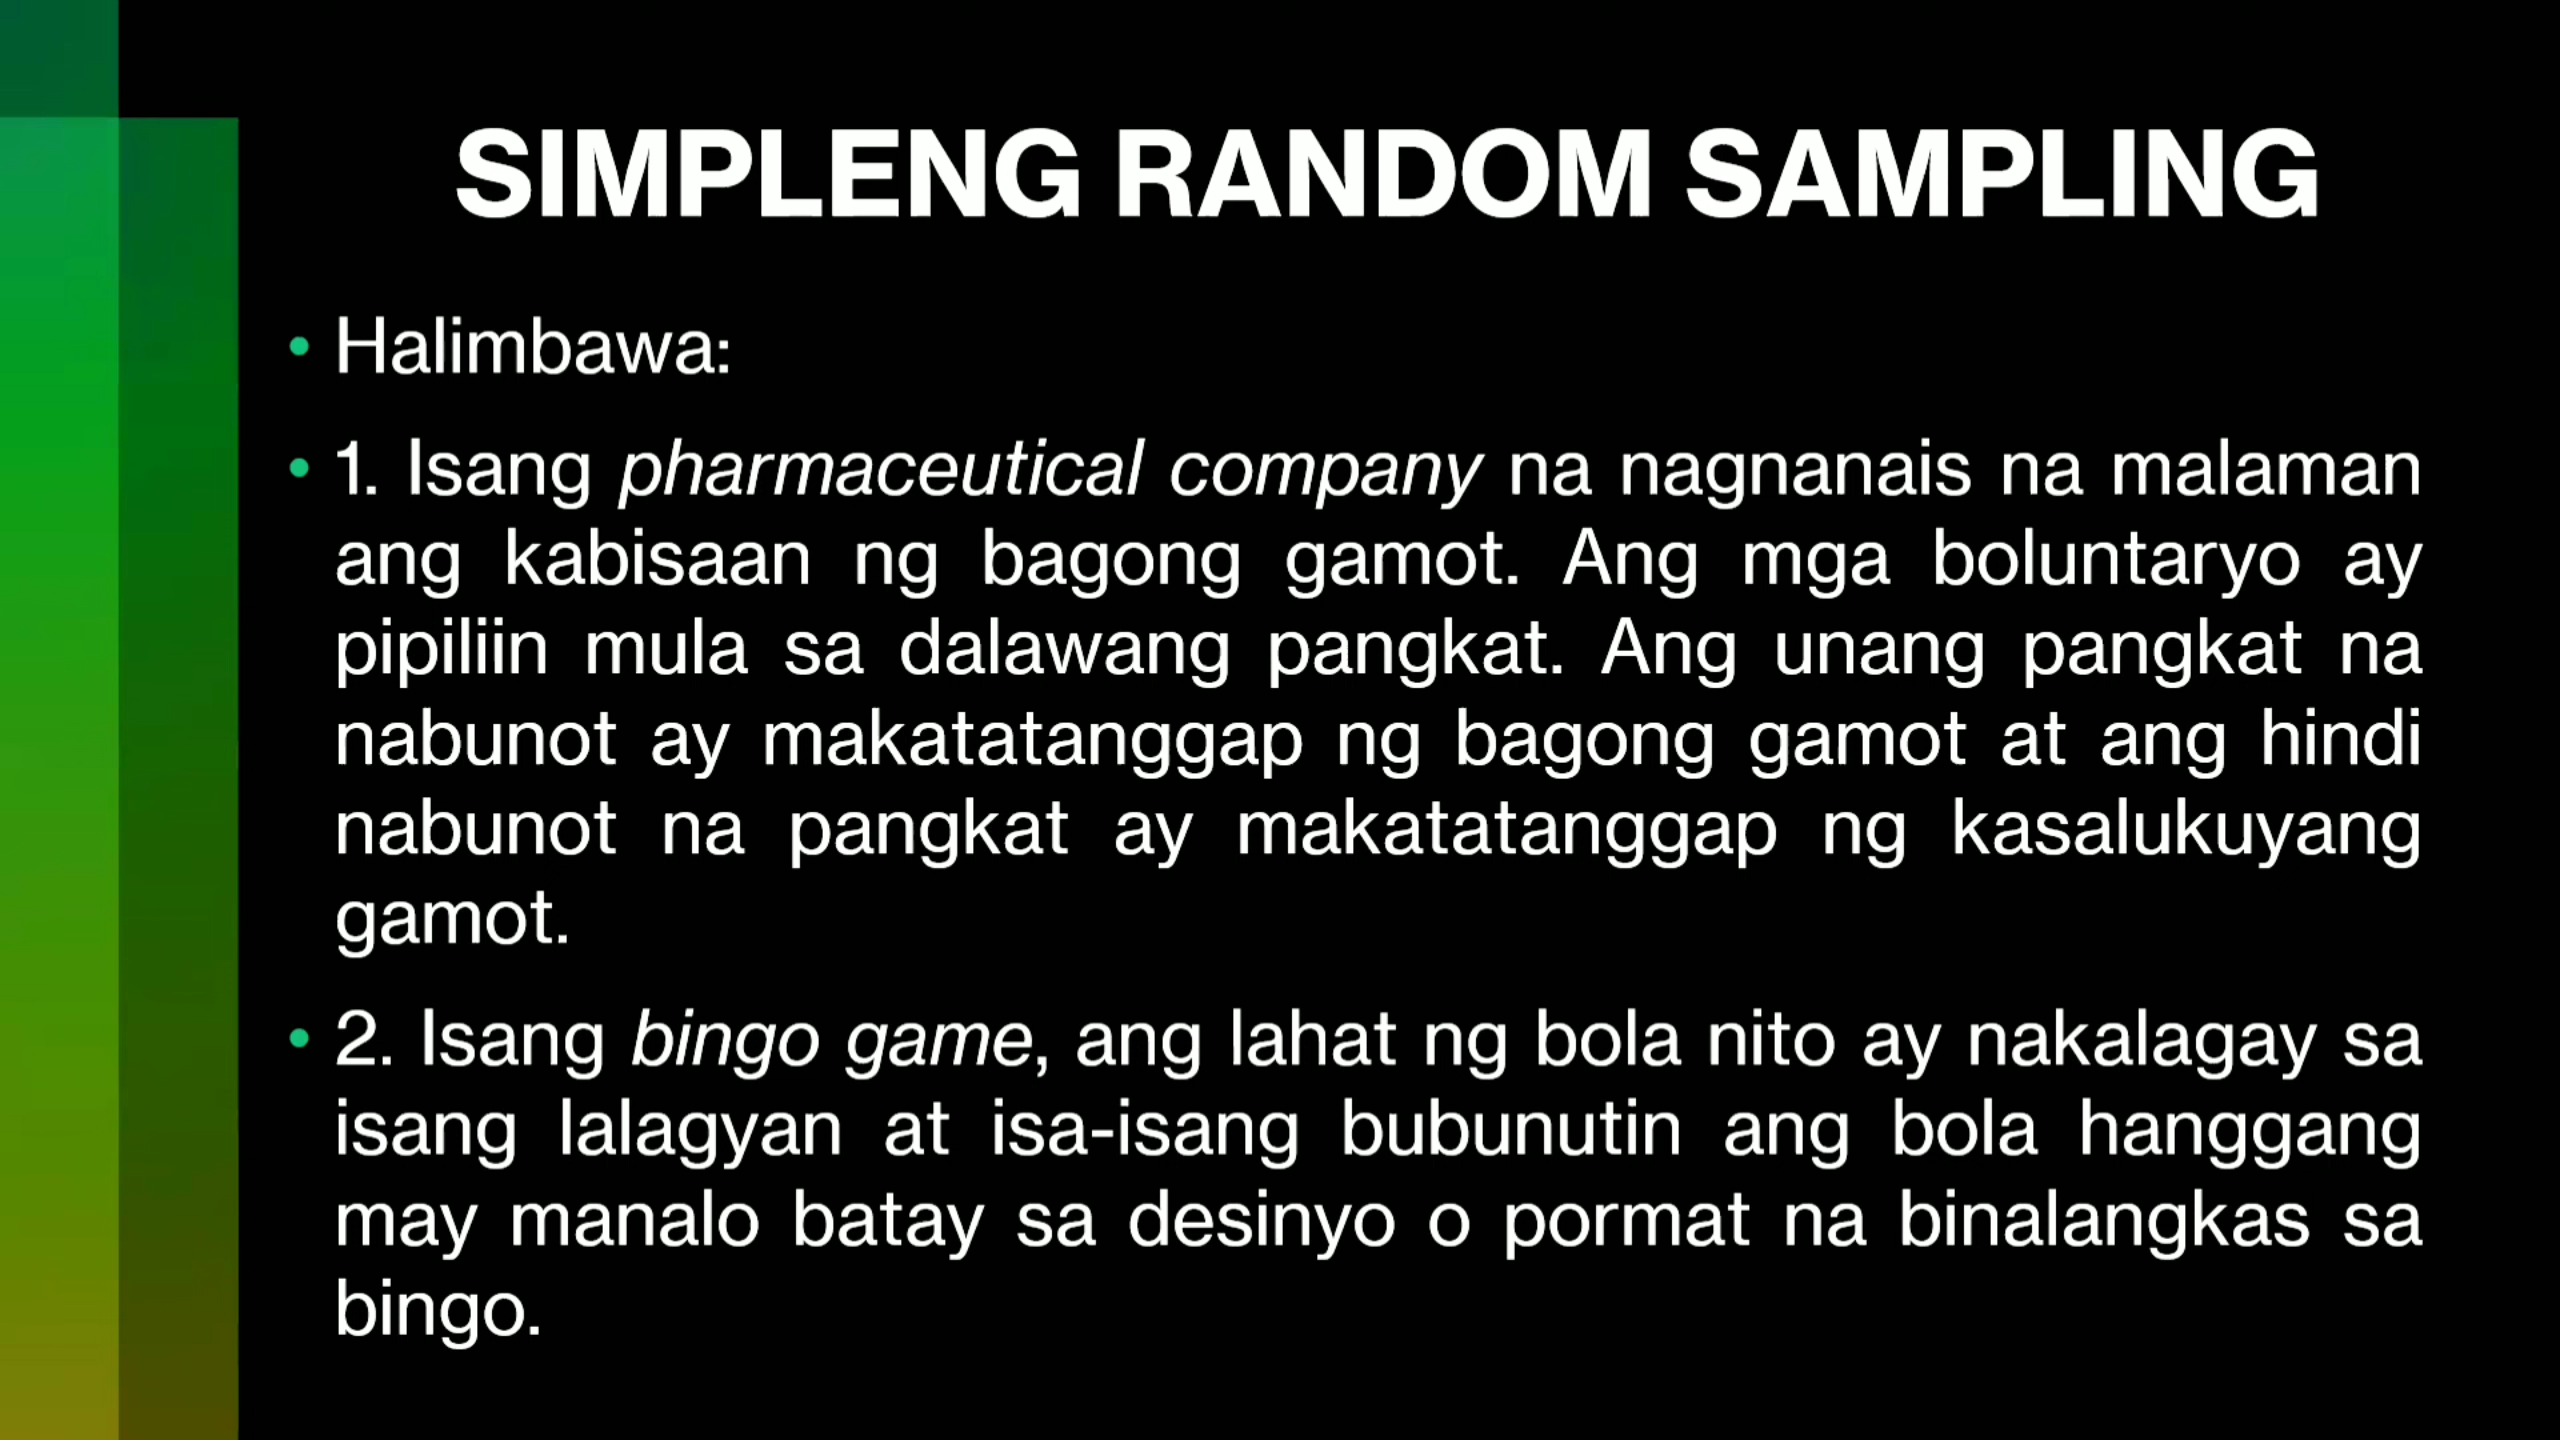 SIMPLENG RANDOM SAMPLING
• Halimbawa:
• 1. Isang pharmaceutical company na nagnanais na malaman
ang kabisaan ng bagong gamot. Ang mga boluntaryo ay
pipiliin mula sa dalawang pangkat. Ang unang pangkat na
nabunot ay makatatanggap ng bagong gamot at ang hindi
nabunot na pangkat ay makatatanggap ng kasalukuyang
gamot.
• 2. Isang bingo game, ang lahat ng bola nito ay nakalagay sa
isang lalagyan at isa-isang bubunutin ang bola hanggang
may manalo batay sa desinyo o pormat na binalangkas sa
bingo.